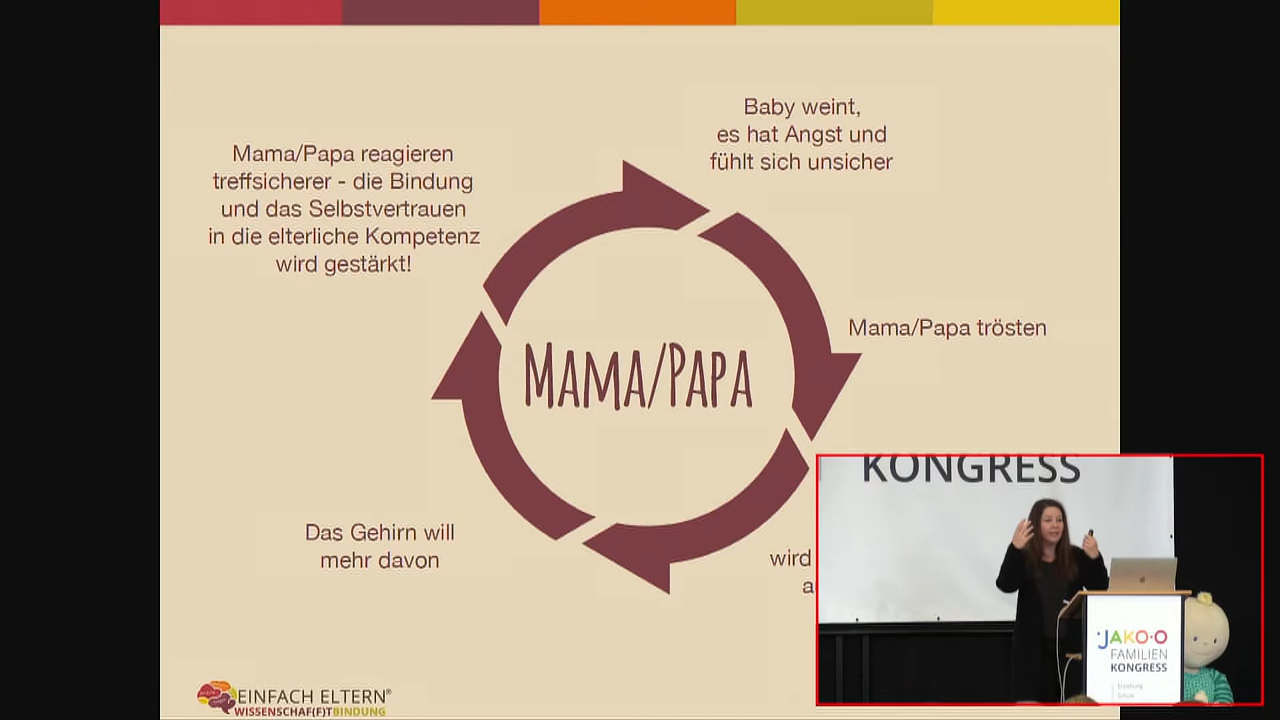 Baby weint,
es hat Angst und
fühlt sich unsicher
Mama/Papa reagieren
treffsicherer - die Bindung
und das Selbstvertrauen
in die elterliche Kompetenz
wird gestärkt!
Mama/Papa trösten
MAMA/PAPA
KONGRESS
Das Gehirn will
mehr davon
wird
a
JAKO-O
FAMILIEN
KONGRESS
Erziehung
Schule
EINFACH ELTERN®
WISSENSCHAF(F)TBINDUNG